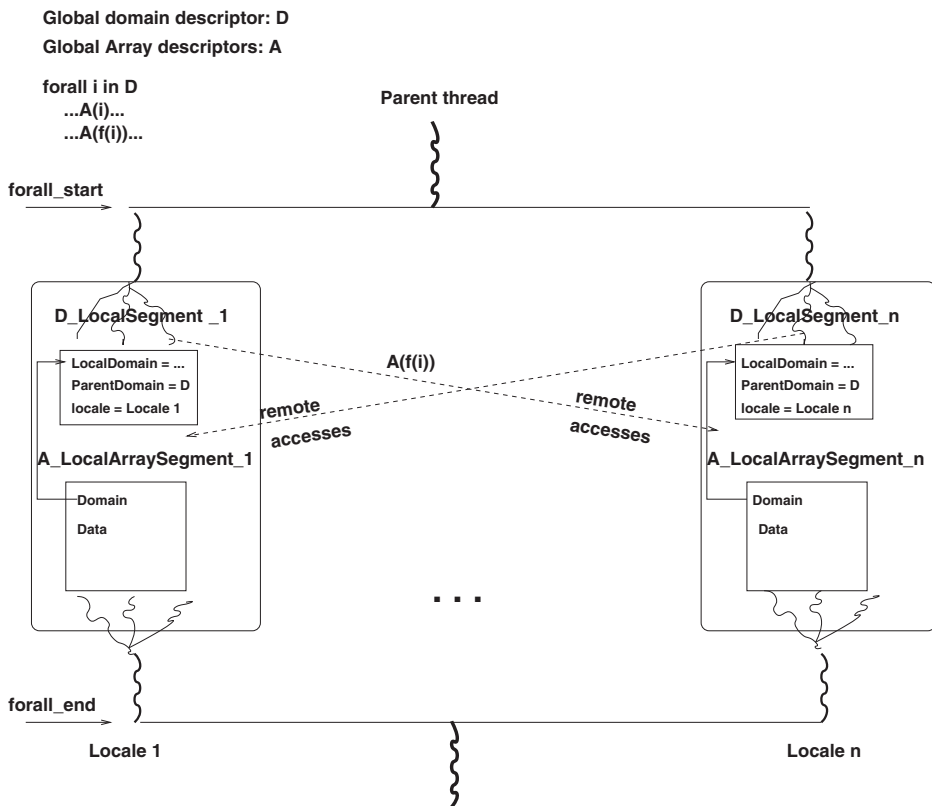 Global domain descriptor: D
Global Array descriptors: A
forall i in D
...A(i)...
...A(f(i))...
Parent thread
forall_start
D_LocalSegment _1
LocalDomain = ...
ParentDomain = D
locale = Locale 1
A_LocalArraySegment_1
Domain
Data
A(f(i))
remote
accesses
remote
accesses
. . .
D_LocalSegment_n
LocalDomain = ...
ParentDomain = D
locale = Locale n
A_LocalArraySegment_n
Domain
Data
forall_end
Locale 1
Locale n